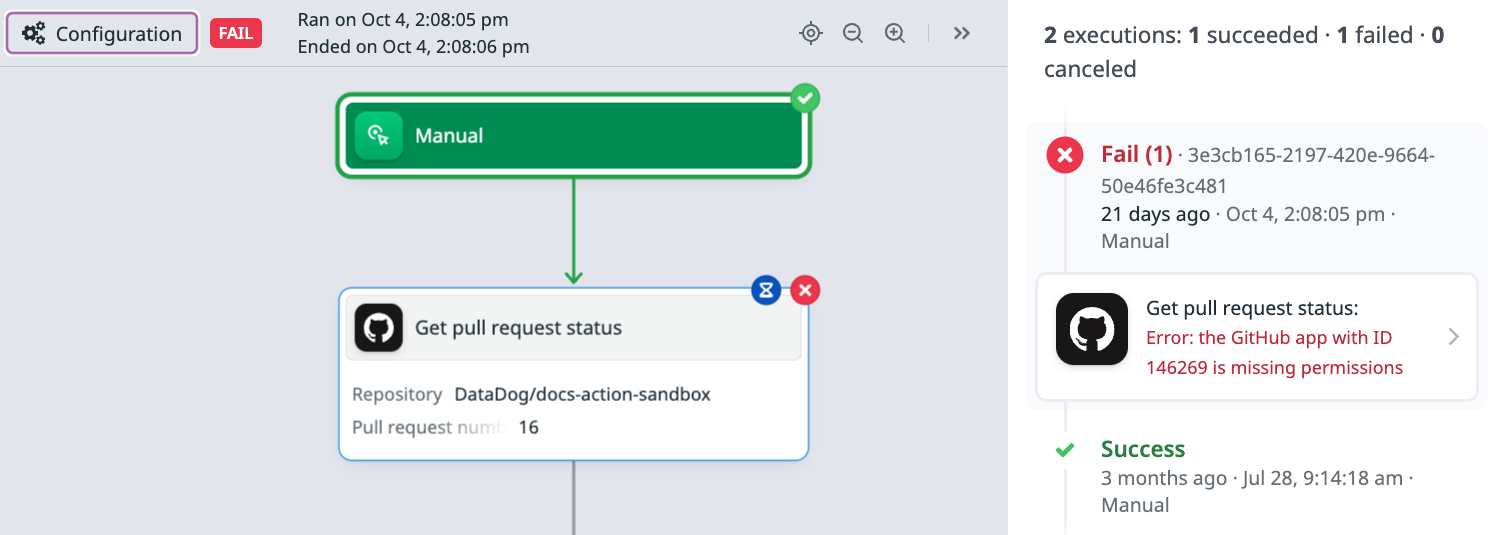 Configuration
FAIL
Ran on Oct 4, 2:08:05 pm
Ended on Oct 4, 2:08:06 pm
Manual
Get pull request status
Repository DataDog/docs-action-sandbox
Pull request numb 16
2 executions: 1 succeeded · 1 failed · 0
canceled
Fail (1) · 3e3cb165-2197-420e-9664-
50e46fe3c481
21 days ago · Oct 4, 2:08:05 pm ·
Manual
Get pull request status:
Error: the GitHub app with ID
146269 is missing permissions
Success
3 months ago · Jul 28, 9:14:18 am ·
Manual